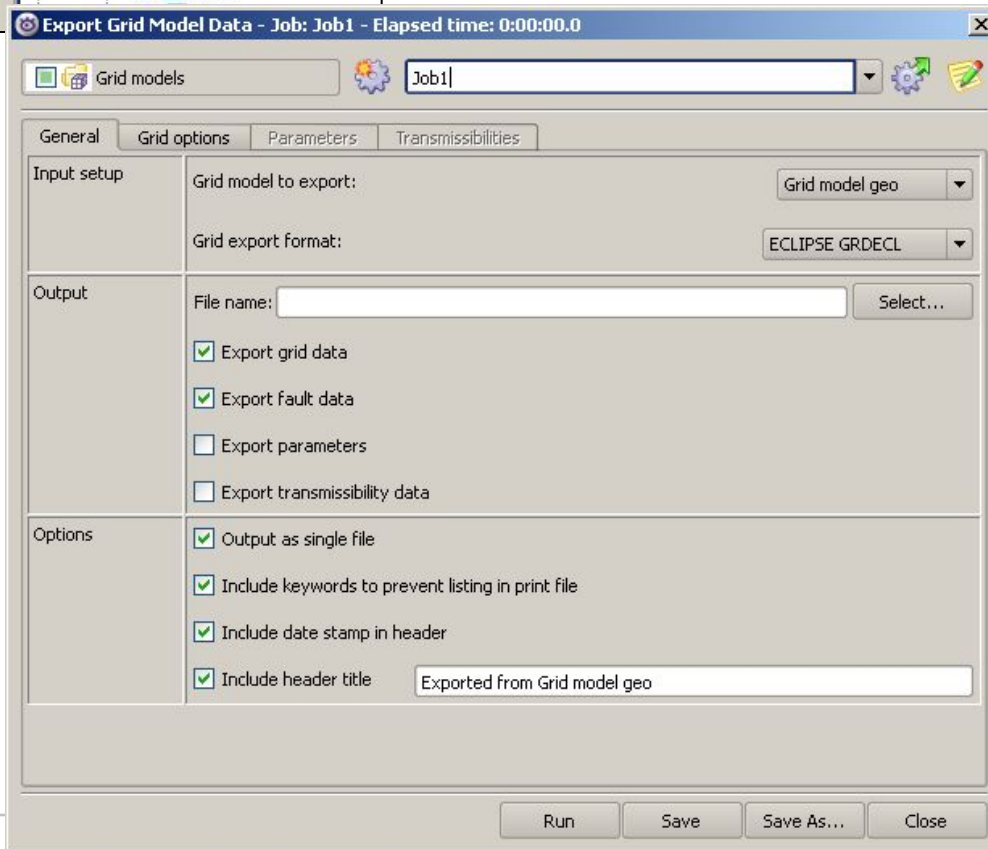 Export Grid Model Data - Job: Job1 - Elapsed time: 0:00:00.0
Grid models
Job1
General
Grid options
Parameters
Transmissibilities
Input setup
Grid model to export:
Grid model geo
Grid export format:
ECLIPSE GRDECL
Output
File name:
Select...
Export grid data
Export fault data
Export parameters
Export transmissibility data
Options
Output as single file
Include keywords to prevent listing in print file
Include date stamp in header
Include header title
Exported from Grid model geo
Run
Save
Save As...
Close